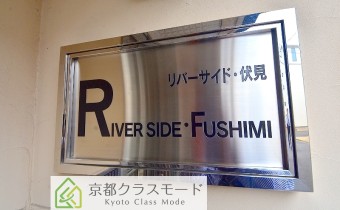 リバーサイド・伏見
RIVER SIDE・FUSHIMI
京都クラスモード
Kyoto Class Mode